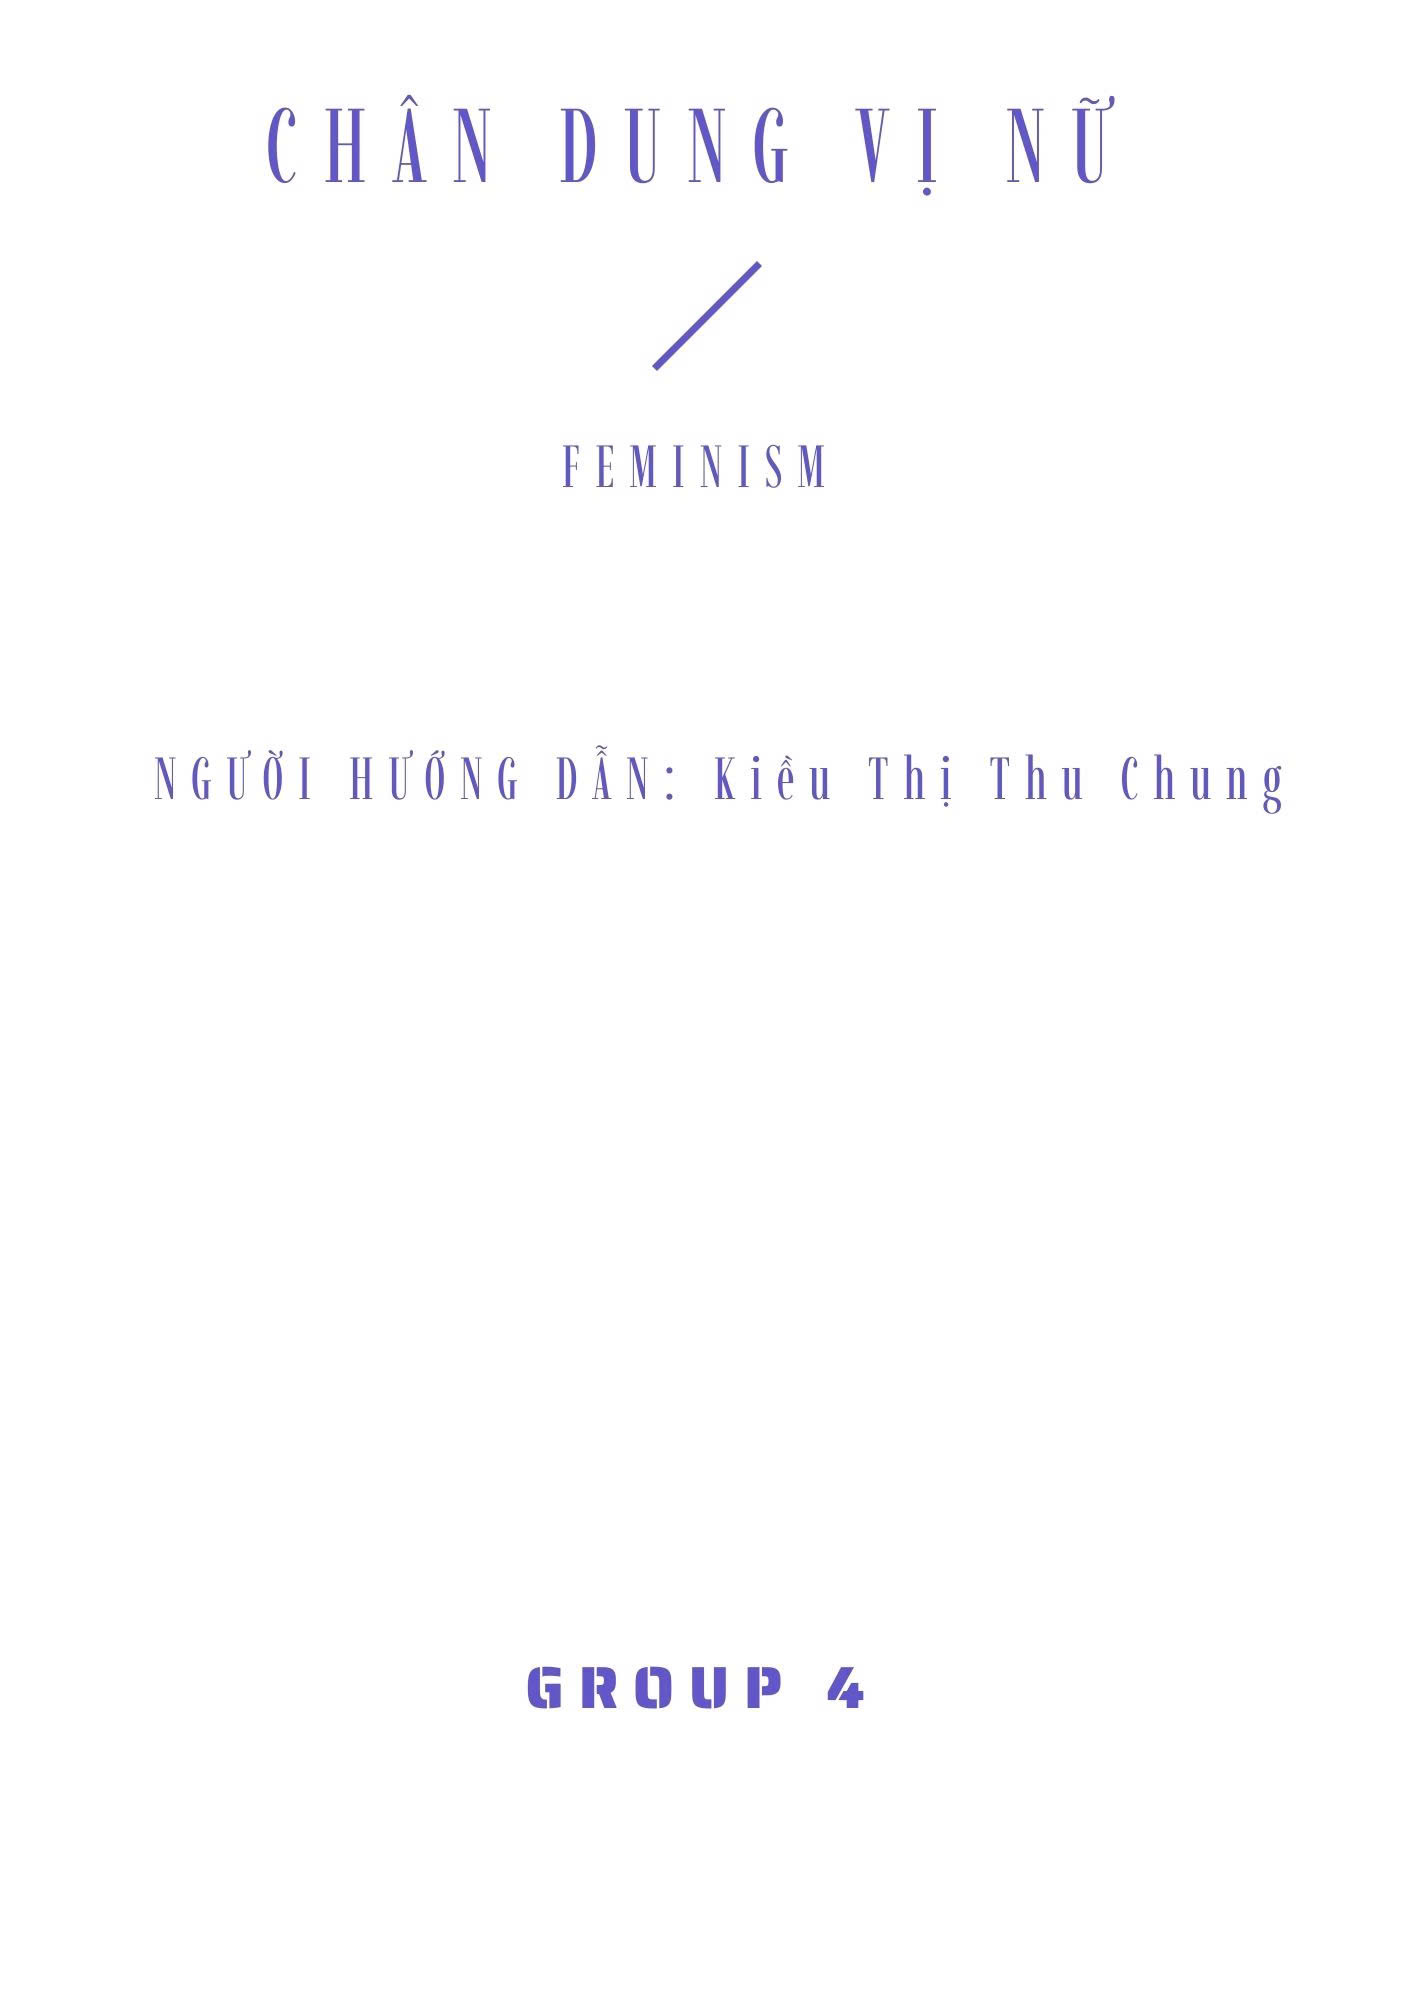 CHÂN DUNG VỊ NỮ
FEMINISM
NGƯỜI HƯỚNG DẪN: Kiều Thị Thu Chung
GROUP 4